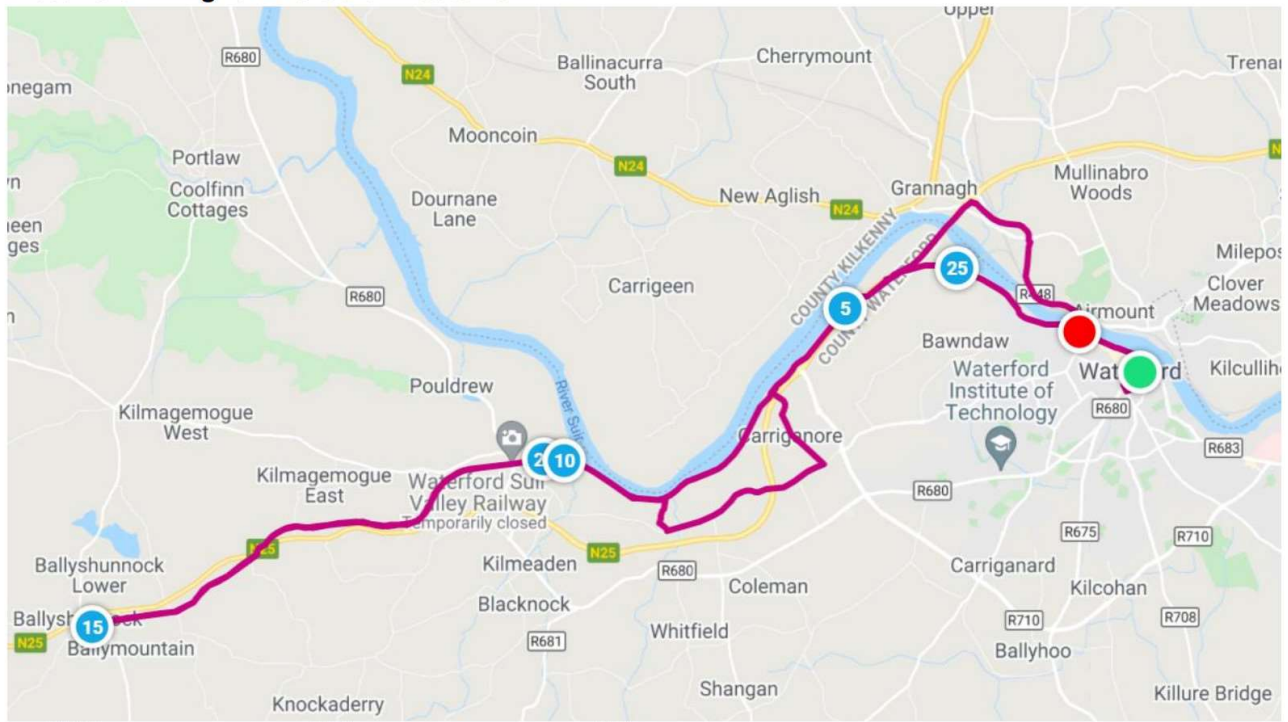 Upper
R680
N24
Ballinacurra
South
Cherrymount
Trenar
onegam
Mooncoin
N24
Portlaw
Coolfinn
Cottages
Dournane
Lane
New Aglish
N24
Grannagh
Mullinabro
Woods
R680
Carrigeen
COUNTY KILKENNY
COUNTY WATERFORD
5
25
R448
Airmount
Milepos
Clover
Meadows
Bawndaw
Waterford
Institute of
Technology
Waterford
R680
Kilcullihe
R683
Pouldrew
River Suir
Kilmagemogue
West
Carriganore
2
10
Kilmagemogue
East
Waterford Suir
Valley Railway
Temporarily closed
R680
N25
N25
Kilmeaden
R680
Coleman
R675
R710
Carriganard
Kilcohan
Ballyshunnock
Lower
Blacknock
R681
Whitfield
R710
R708
15
N25
Ballymountain
Ballyhoo
Shangan
Knockaderry
Killure Bridge